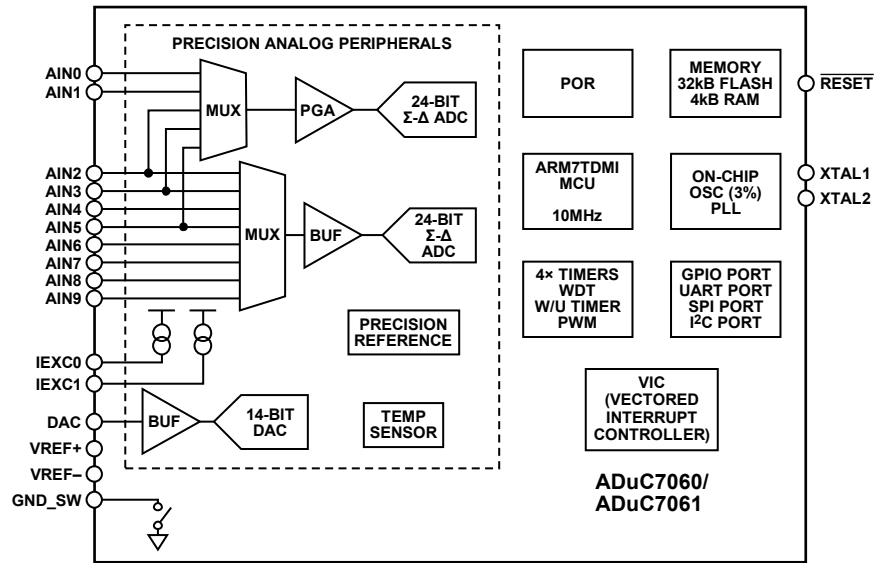 PRECISION ANALOG PERIPHERALS
AIN0
AIN1
MUX
PGA
24-BIT
Σ-Δ ADC
AIN2
AIN3
AIN4
AIN5
AIN6
AIN7
AIN8
AIN9
MUX
BUF
24-BIT
Σ-Δ
ADC
PRECISION
REFERENCE
IEXC0
IEXC1
DAC
BUF
14-BIT
DAC
TEMP
SENSOR
VREF+
VREF–
GND_SW
POR
MEMORY
32kB FLASH
4kB RAM
RESET
ARM7TDMI
MCU
10MHz
ON-CHIP
OSC (3%)
PLL
XTAL1
XTAL2
4× TIMERS
WDT
W/U TIMER
PWM
GPIO PORT
UART PORT
SPI PORT
I²C PORT
VIC
(VECTORED
INTERRUPT
CONTROLLER)
ADuC7060/
ADuC7061